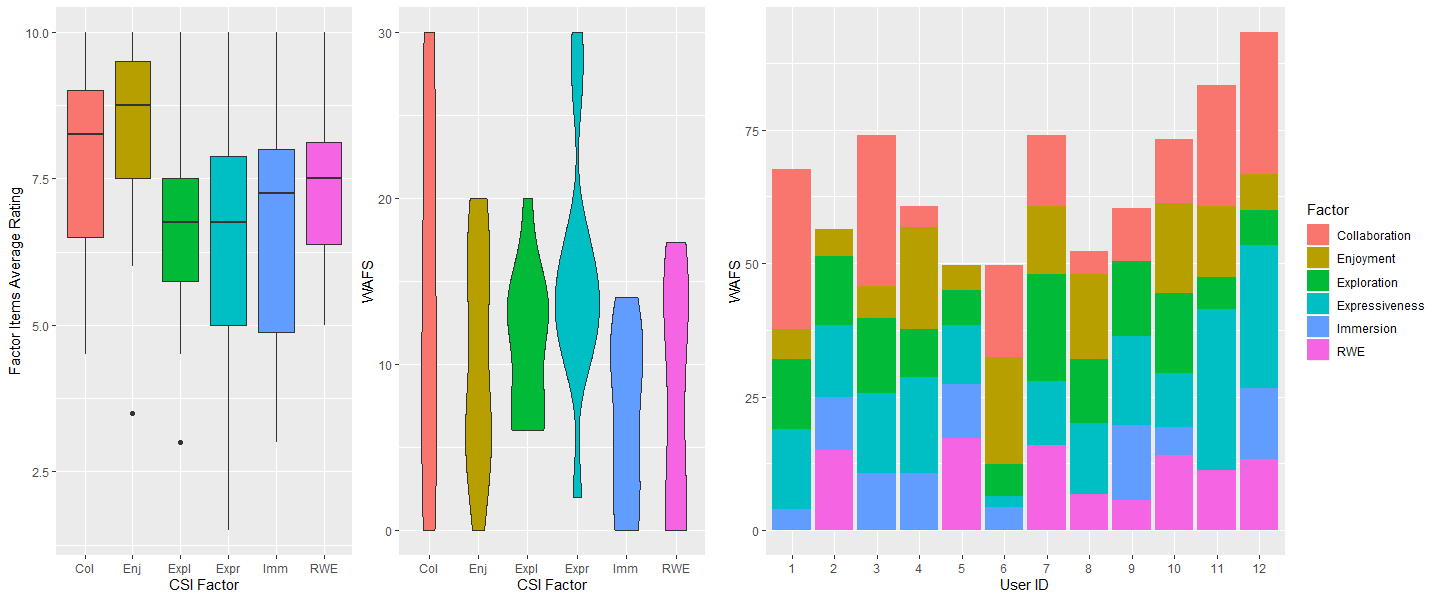 Factor Items Average Rating
10.0
7.5
5.0
2.5
Col Enj Expl Expr Imm RWE
CSI Factor
WAFS
30
20
10
0
Col Enj Expl Expr Imm RWE
CSI Factor
WAFS
75
50
25
0
1 2 3 4 5 6 7 8 9 10 11 12
User ID
Factor
Collaboration
Enjoyment
Exploration
Expressiveness
Immersion
RWE